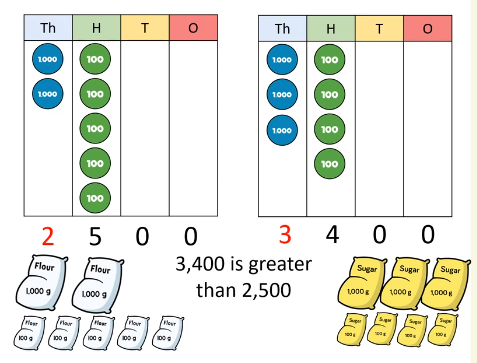 Th H T O
1,000 100
1,000 100
100
100
100
2 5 0 0
Th H T O
1,000 100
1,000 100
1,000 100
100
3 4 0 0
3,400 is greater
than 2,500
Flour Flour
1,000 g 1,000 g
Flour Flour Flour Flour Flour
100 g 100 g 100 g 100 g 100 g
Sugar Sugar Sugar
1,000 g 1,000 g 1,000 g
Sugar Sugar Sugar Sugar
100 g 100 g 100 g 100 g